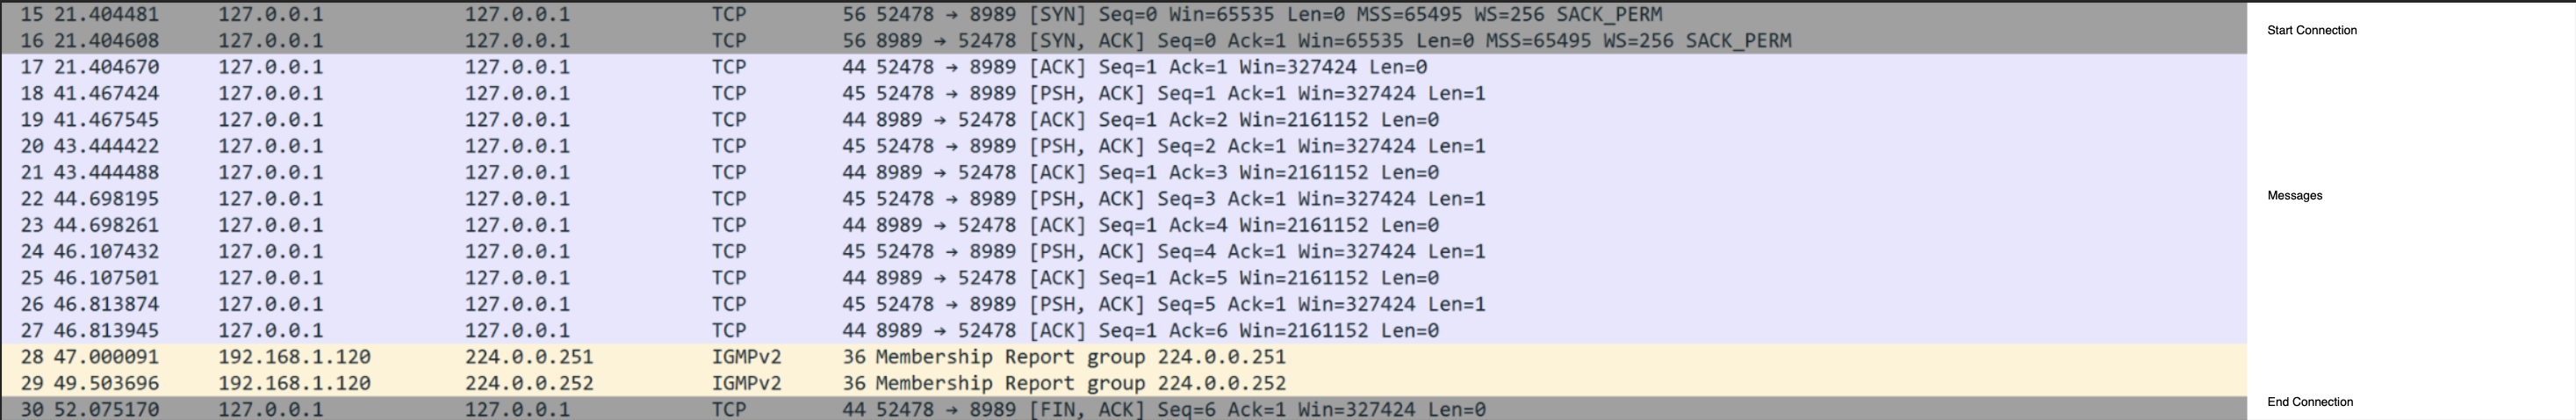 15 21.404481 127.0.0.1 127.0.0.1 TCP 56 52478 → 8989 [SYN] Seq=0 Win=65535 Len=0 MSS=65495 WS=256 SACK_PERM
Start Connection
16 21.404608 127.0.0.1 127.0.0.1 TCP 56 8989 → 52478 [SYN, ACK] Seq=0 Ack=1 Win=65535 Len=0 MSS=65495 WS=256 SACK_PERM
17 21.404670 127.0.0.1 127.0.0.1 TCP 44 52478 → 8989 [ACK] Seq=1 Ack=1 Win=327424 Len=0
18 41.467424 127.0.0.1 127.0.0.1 TCP 45 52478 → 8989 [PSH, ACK] Seq=1 Ack=1 Win=327424 Len=1
19 41.467545 127.0.0.1 127.0.0.1 TCP 44 8989 → 52478 [ACK] Seq=1 Ack=2 Win=2161152 Len=0
20 43.444422 127.0.0.1 127.0.0.1 TCP 45 52478 → 8989 [PSH, ACK] Seq=2 Ack=1 Win=327424 Len=1
21 43.444488 127.0.0.1 127.0.0.1 TCP 44 8989 → 52478 [ACK] Seq=1 Ack=3 Win=2161152 Len=0
22 44.698195 127.0.0.1 127.0.0.1 TCP 45 52478 → 8989 [PSH, ACK] Seq=3 Ack=1 Win=327424 Len=1
Messages
23 44.698261 127.0.0.1 127.0.0.1 TCP 44 8989 → 52478 [ACK] Seq=1 Ack=4 Win=2161152 Len=0
24 46.107432 127.0.0.1 127.0.0.1 TCP 45 52478 → 8989 [PSH, ACK] Seq=4 Ack=1 Win=327424 Len=1
25 46.107501 127.0.0.1 127.0.0.1 TCP 44 8989 → 52478 [ACK] Seq=1 Ack=5 Win=2161152 Len=0
26 46.813874 127.0.0.1 127.0.0.1 TCP 45 52478 → 8989 [PSH, ACK] Seq=5 Ack=1 Win=327424 Len=1
27 46.813945 127.0.0.1 127.0.0.1 TCP 44 8989 → 52478 [ACK] Seq=1 Ack=6 Win=2161152 Len=0
28 47.000091 192.168.1.120 224.0.0.251 IGMPv2 36 Membership Report group 224.0.0.251
29 49.503696 192.168.1.120 224.0.0.252 IGMPv2 36 Membership Report group 224.0.0.252
30 52.075170 127.0.0.1 127.0.0.1 TCP 44 52478 → 8989 [FIN, ACK] Seq=6 Ack=1 Win=327424 Len=0
End Connection